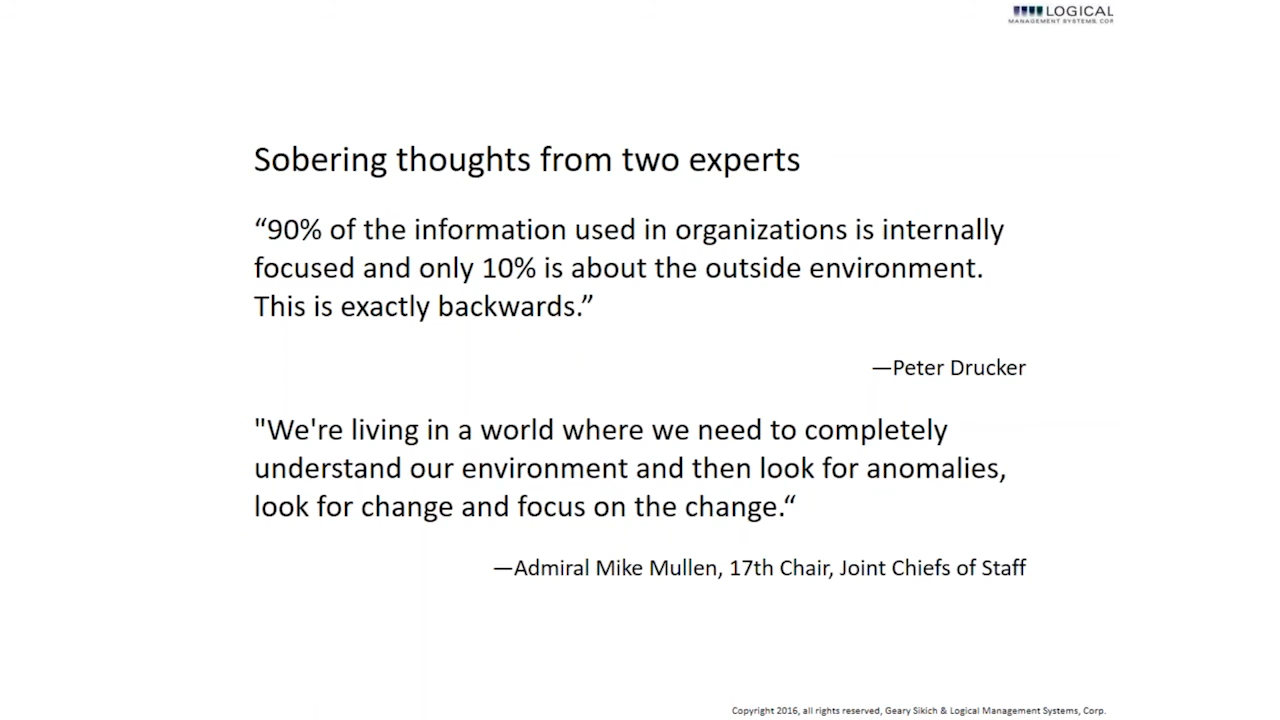 LOGICAL
MANAGEMENT SYSTEMS, COR
Sobering thoughts from two experts
“90% of the information used in organizations is internally
focused and only 10% is about the outside environment.
This is exactly backwards.”
—Peter Drucker
"We're living in a world where we need to completely
understand our environment and then look for anomalies,
look for change and focus on the change.“
—Admiral Mike Mullen, 17th Chair, Joint Chiefs of Staff
Copyright 2016, all rights reserved, Geary Sikich & Logical Management Systems, Corp.